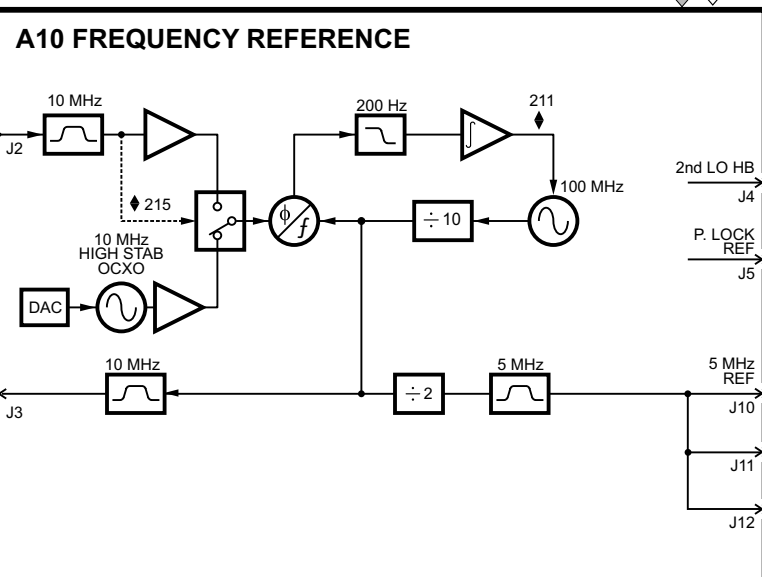 A10 FREQUENCY REFERENCE
10 MHz
200 Hz
211
J2
2nd LO HB
J4
100 MHz
215
ϕ
f
÷ 10
P. LOCK
REF
J5
10 MHz
HIGH STAB
OCXO
DAC
10 MHz
5 MHz
5 MHz
REF
J3
÷ 2
J10
J11
J12